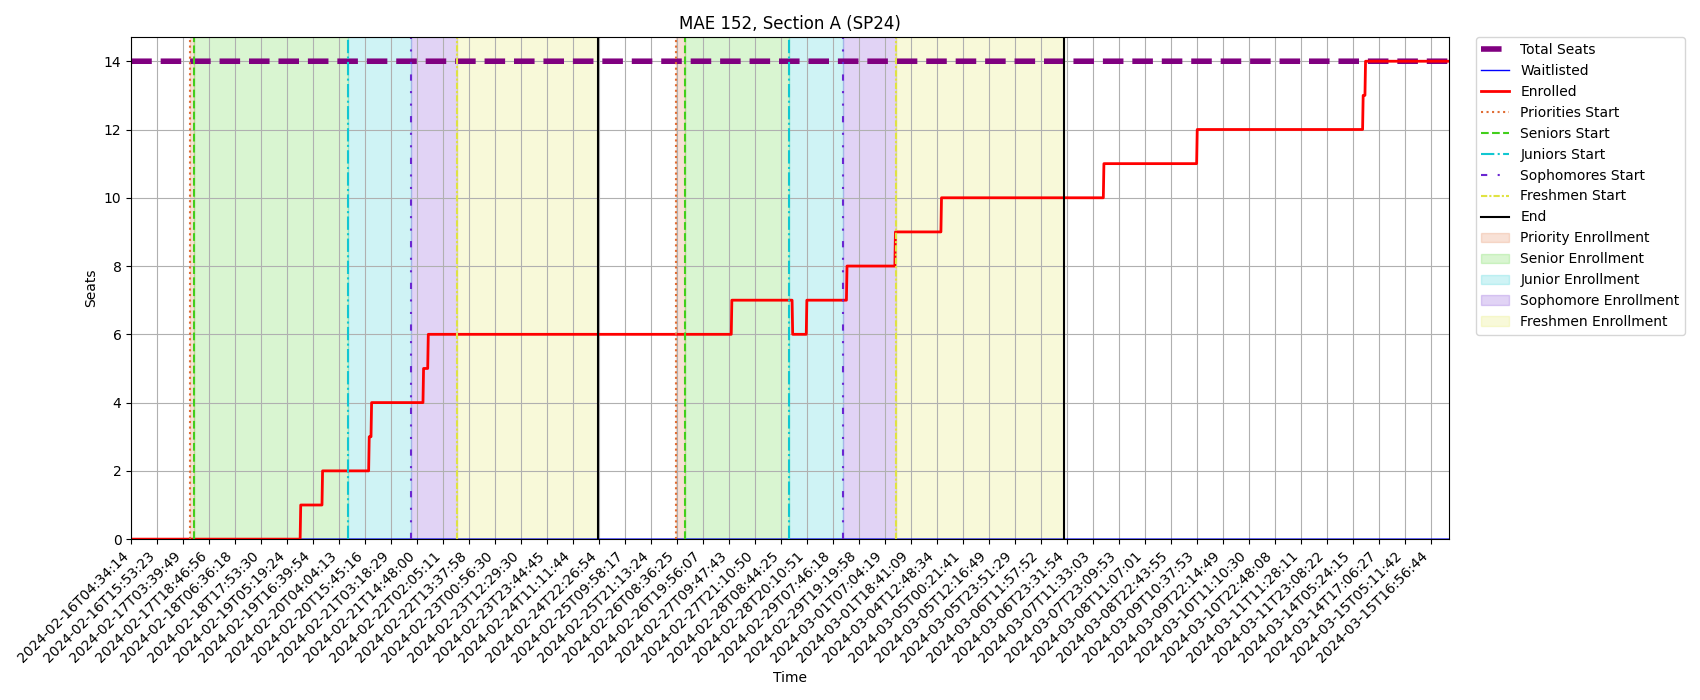 MAE 152, Section A (SP24)
Seats
14
12
10
8
6
4
2
0
2024-02-16T04:34:14
2024-02-16T15:53:23
2024-02-17T03:39:49
2024-02-17T18:46:56
2024-02-18T06:36:18
2024-02-18T17:53:30
2024-02-19T05:19:24
2024-02-19T16:39:54
2024-02-20T04:04:13
2024-02-20T15:45:16
2024-02-21T03:18:29
2024-02-21T14:48:00
2024-02-22T02:05:11
2024-02-22T13:37:58
2024-02-23T00:56:30
2024-02-23T12:29:30
2024-02-23T23:44:45
2024-02-24T11:11:44
2024-02-24T22:26:54
2024-02-25T09:58:17
2024-02-25T21:13:24
2024-02-26T08:36:25
2024-02-26T19:56:07
2024-02-27T09:47:43
2024-02-27T21:10:50
2024-02-28T08:44:25
2024-02-28T20:10:51
2024-02-29T07:46:18
2024-02-29T19:19:58
2024-03-01T07:04:19
2024-03-01T18:41:09
2024-03-04T12:48:34
2024-03-05T00:21:41
2024-03-05T12:16:49
2024-03-05T23:51:29
2024-03-06T11:57:52
2024-03-06T23:31:54
2024-03-07T11:33:03
2024-03-07T23:09:53
2024-03-08T11:07:01
2024-03-08T22:43:55
2024-03-09T10:37:53
2024-03-09T22:14:49
2024-03-10T11:10:30
2024-03-10T22:48:08
2024-03-11T11:28:11
2024-03-11T23:08:22
2024-03-14T05:24:15
2024-03-14T17:06:27
2024-03-15T05:11:42
2024-03-15T16:56:44
Time
Total Seats
Waitlisted
Enrolled
Priorities Start
Seniors Start
Juniors Start
Sophomores Start
Freshmen Start
End
Priority Enrollment
Senior Enrollment
Junior Enrollment
Sophomore Enrollment
Freshmen Enrollment